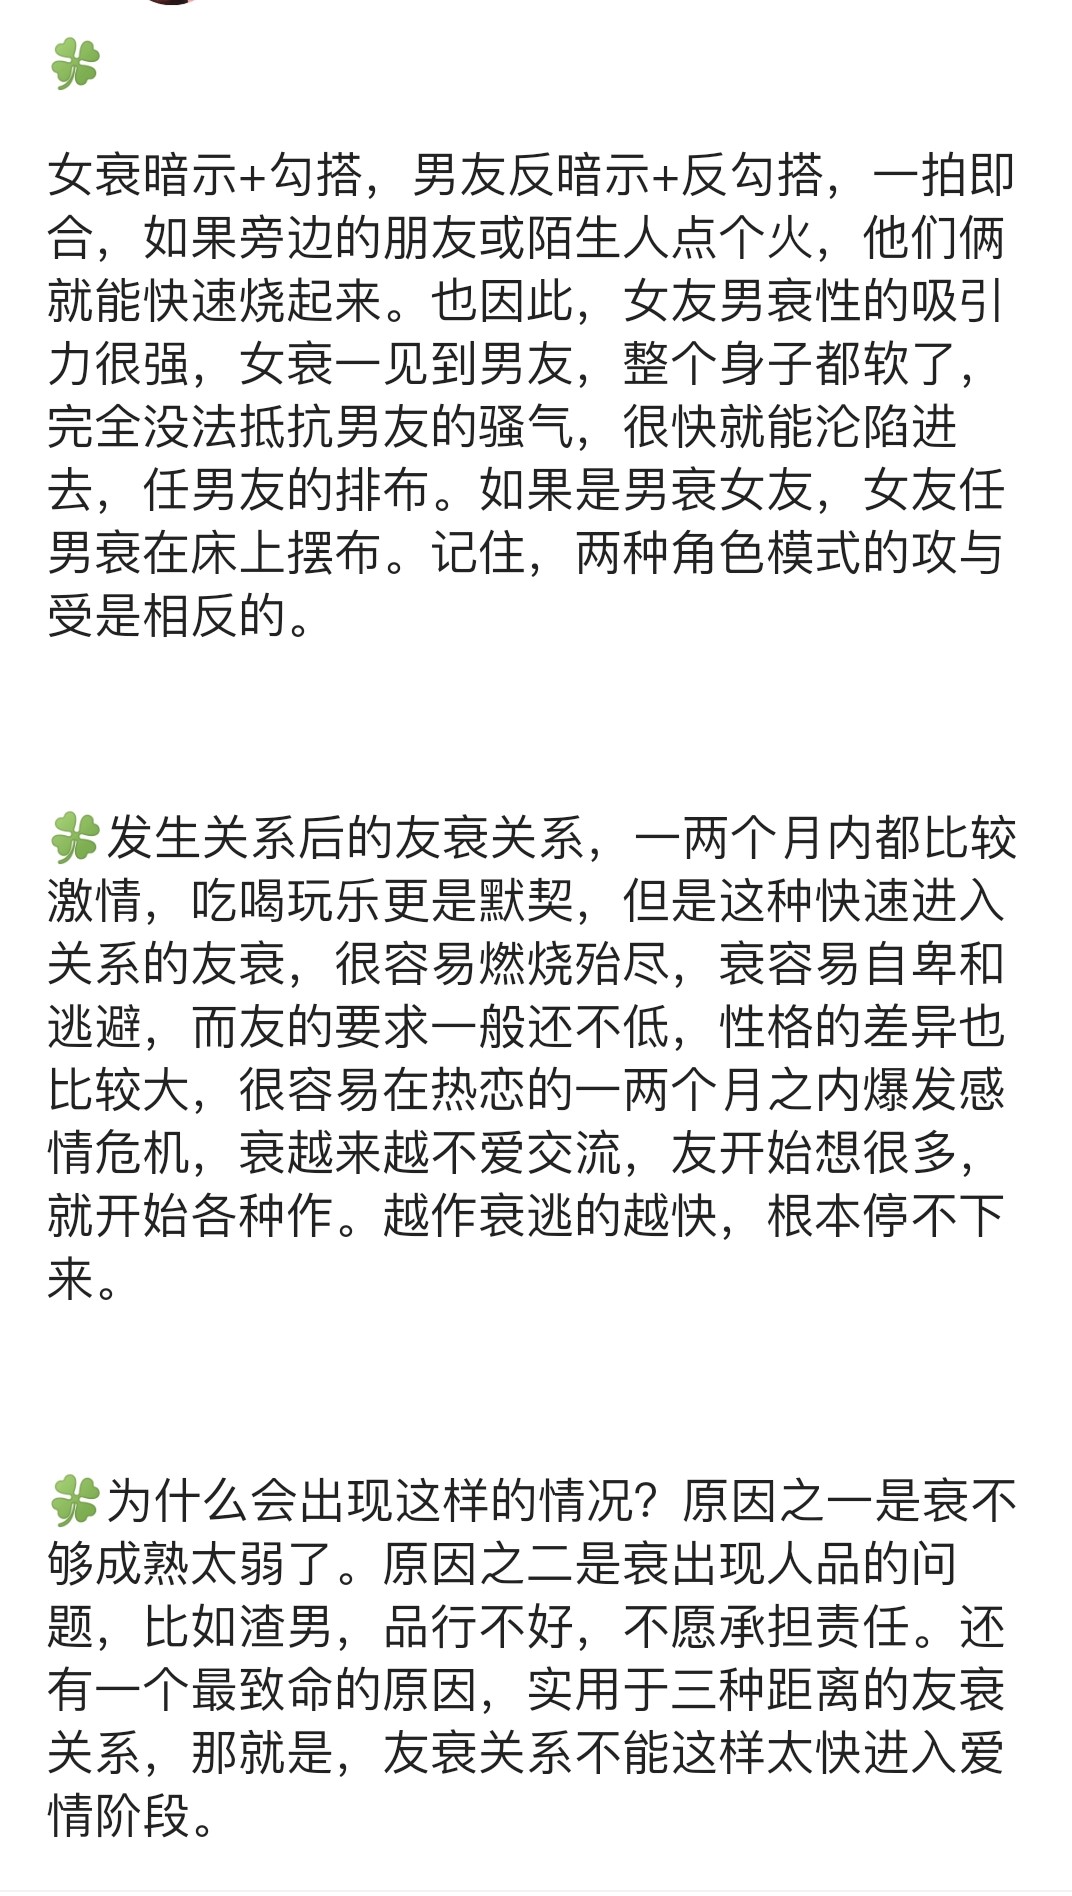 🍀
女衰暗示+勾搭，男友反暗示+反勾搭，一拍即
合，如果旁边的朋友或陌生人点个火，他们俩
就能快速烧起来。也因此，女友男衰性的吸引
力很强，女衰一见到男友，整个身子都软了，
完全没法抵抗男友的骚气，很快就能沦陷进
去，任男友的排布。如果是男衰女友，女友任
男衰在床上摆布。记住，两种角色模式的攻与
受是相反的。
🍀发生关系后的友衰关系，一两个月内都比较
激情，吃喝玩乐更是默契，但是这种快速进入
关系的友衰，很容易燃烧殆尽，衰容易自卑和
逃避，而友的要求一般还不低，性格的差异也
比较大，很容易在热恋的一两个月之内爆发感
情危机，衰越来越不爱交流，友开始想很多，
就开始各种作。越作衰逃的越快，根本停不下
来。
🍀为什么会出现这样的情况？原因之一是衰不
够成熟太弱了。原因之二是衰出现人品的问
题，比如渣男，品行不好，不愿承担责任。还
有一个最致命的原因，实用于三种距离的友衰
关系，那就是，友衰关系不能这样太快进入爱
情阶段。